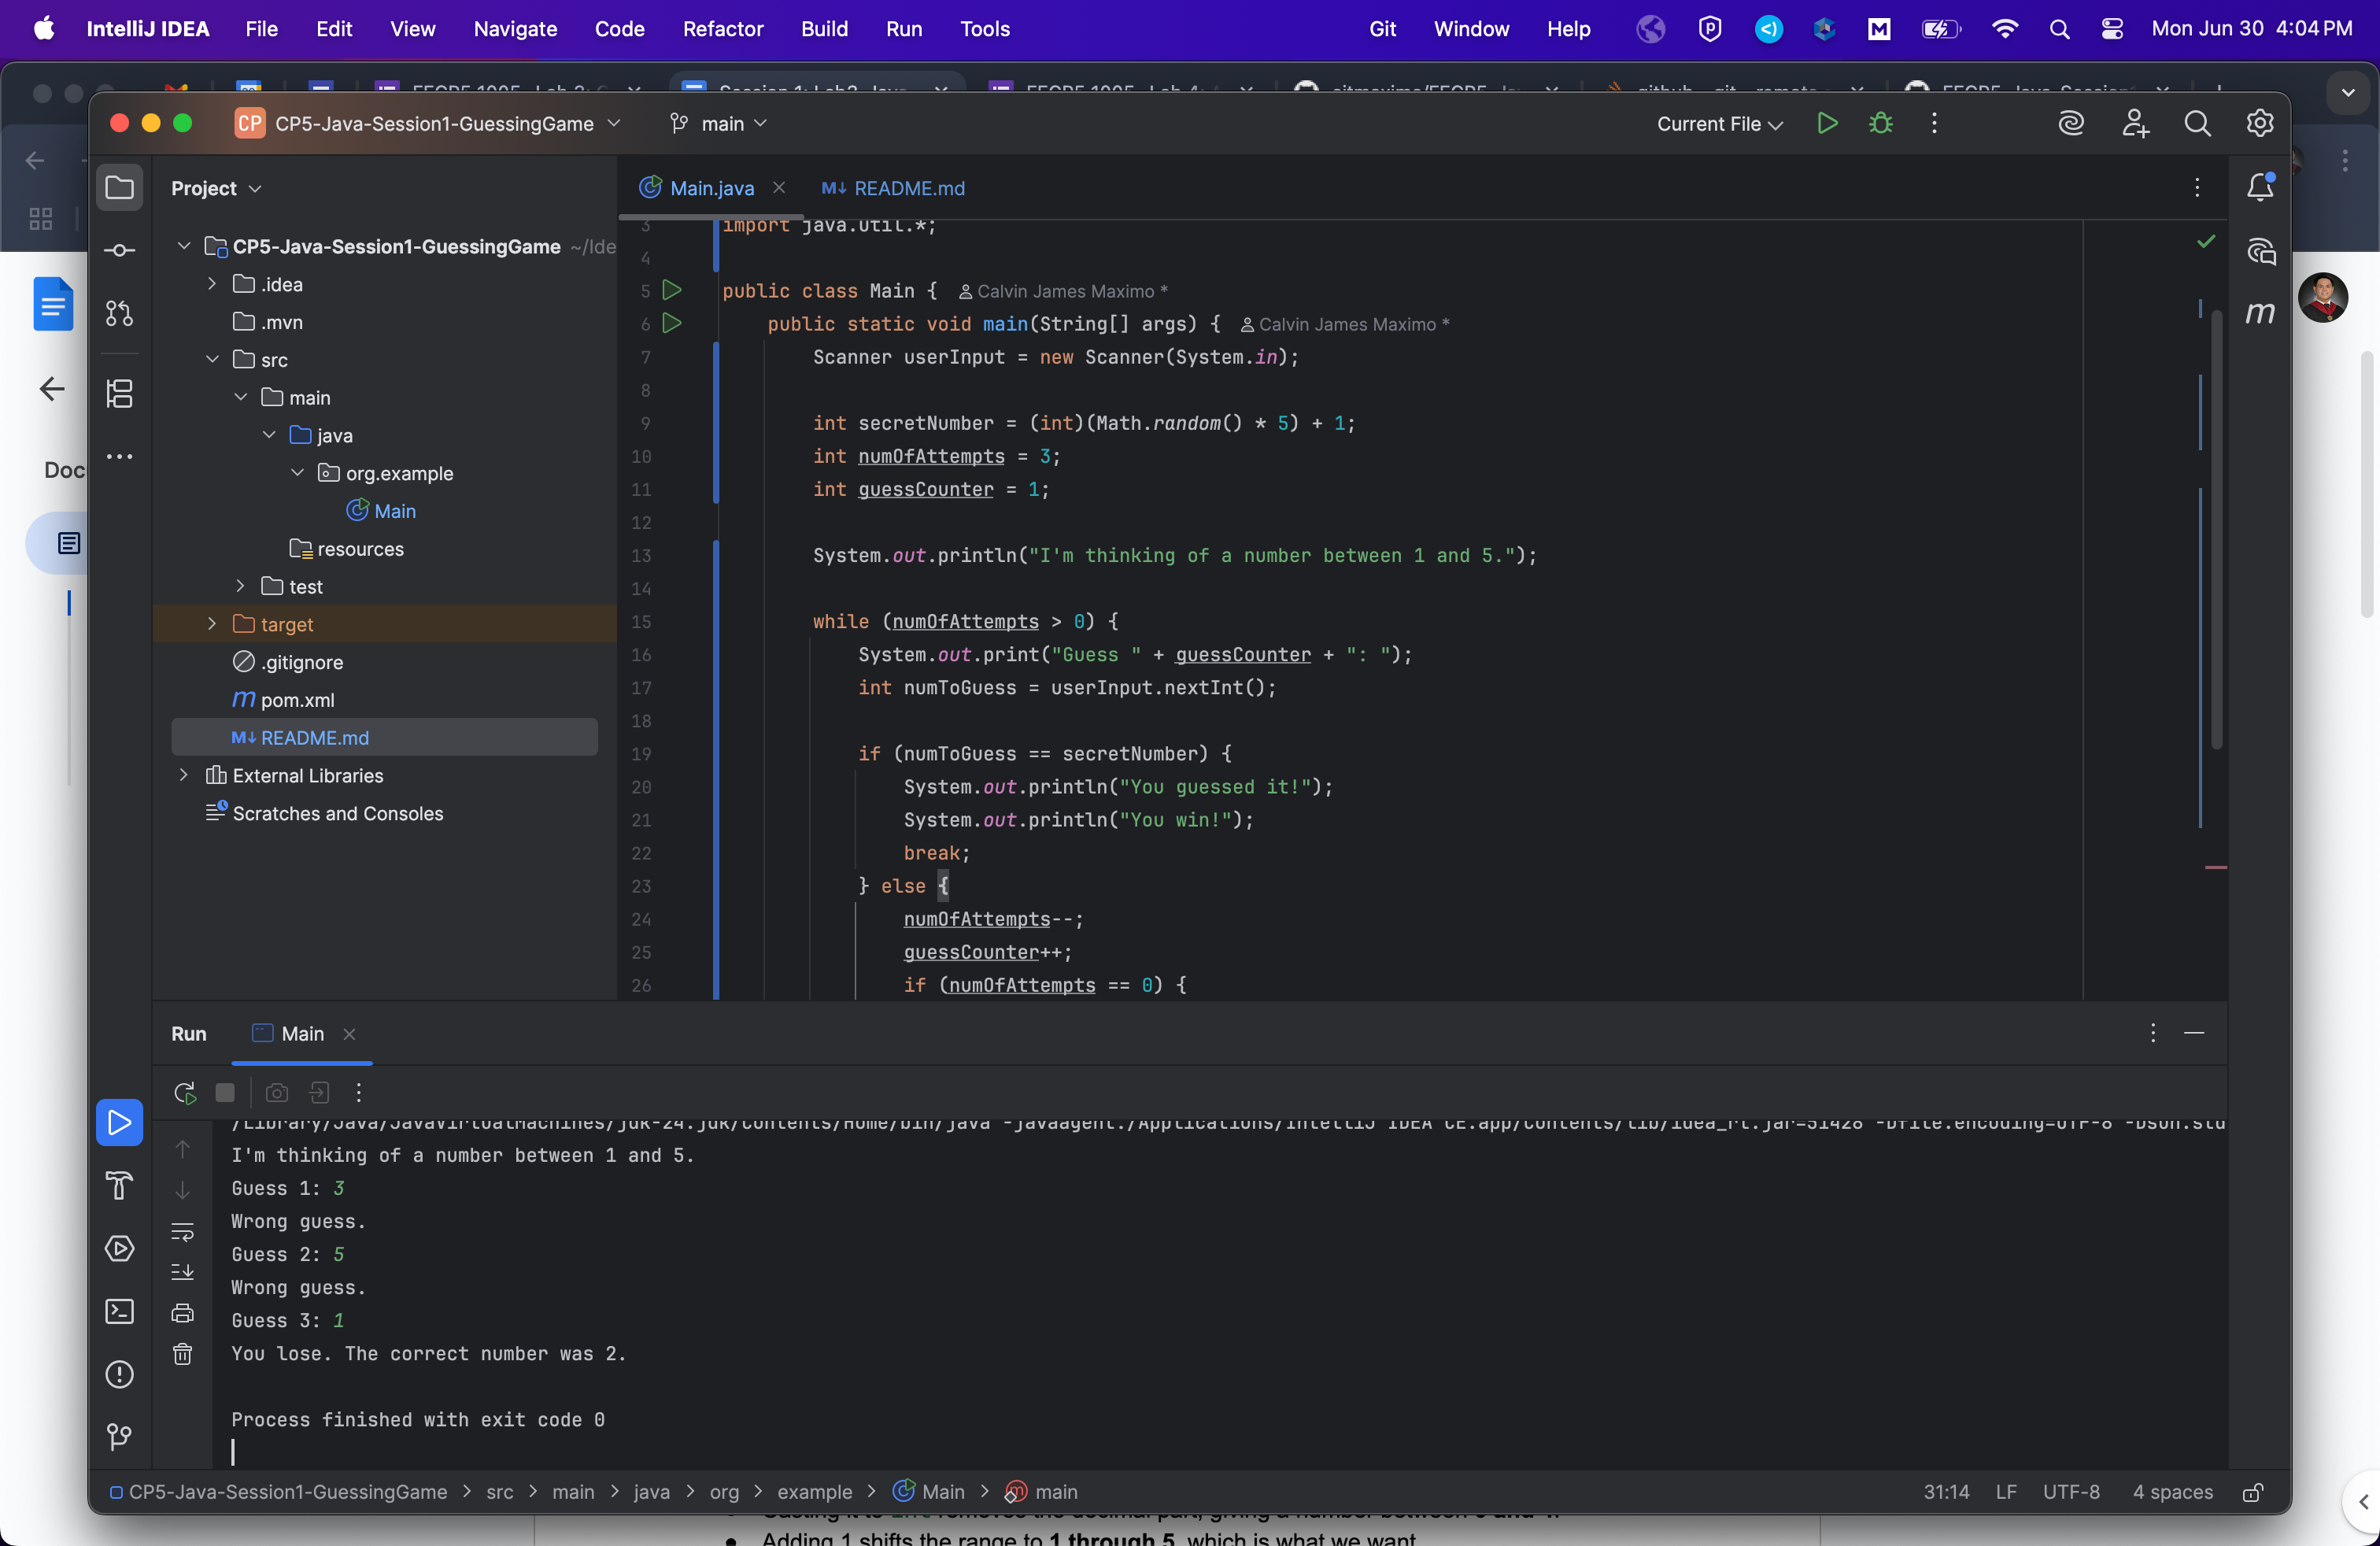 IntelliJ IDEA File Edit View Navigate Code Refactor Build Run Tools Git Window Help Mon Jun 30 4:04 PM
CP CP5-Java-Session1-GuessingGame main Current File
Project
Main.java
README.md
CP5-Java-Session1-GuessingGame ~/Ide
.idea
.mvn
src
main
java
org.example
Main
resources
test
target
.gitignore
pom.xml
README.md
External Libraries
Scratches and Consoles
Doc
3 import java.util.*;
4
5 public class Main { Calvin James Maximo *
6 public static void main(String[] args) { Calvin James Maximo *
7 Scanner userInput = new Scanner(System.in);
8
9 int secretNumber = (int)(Math.random() * 5) + 1;
10 int numOfAttempts = 3;
11 int guessCounter = 1;
12
13 System.out.println("I'm thinking of a number between 1 and 5.");
14
15 while (numOfAttempts > 0) {
16 System.out.print("Guess " + guessCounter + ": ");
17 int numToGuess = userInput.nextInt();
18
19 if (numToGuess == secretNumber) {
20 System.out.println("You guessed it!");
21 System.out.println("You win!");
22 break;
23 } else {
24 numOfAttempts--;
25 guessCounter++;
26 if (numOfAttempts == 0) {
Run Main
/Library/Java/JavaVirtualMachines/jdk-24.jdk/Contents/Home/bin/java -javaagent:/Applications/IntelliJ IDEA CE.app/Contents/lib/idea_rt.jar=51428 -Dfile.encoding=UTF-8 -Dsun.std
I'm thinking of a number between 1 and 5.
Guess 1: 3
Wrong guess.
Guess 2: 5
Wrong guess.
Guess 3: 1
You lose. The correct number was 2.
Process finished with exit code 0
CP5-Java-Session1-GuessingGame > src > main > java > org > example > Main > main 31:14 LF UTF-8 4 spaces
Adding 1 shifts the range to 1 through 5, which is what we want